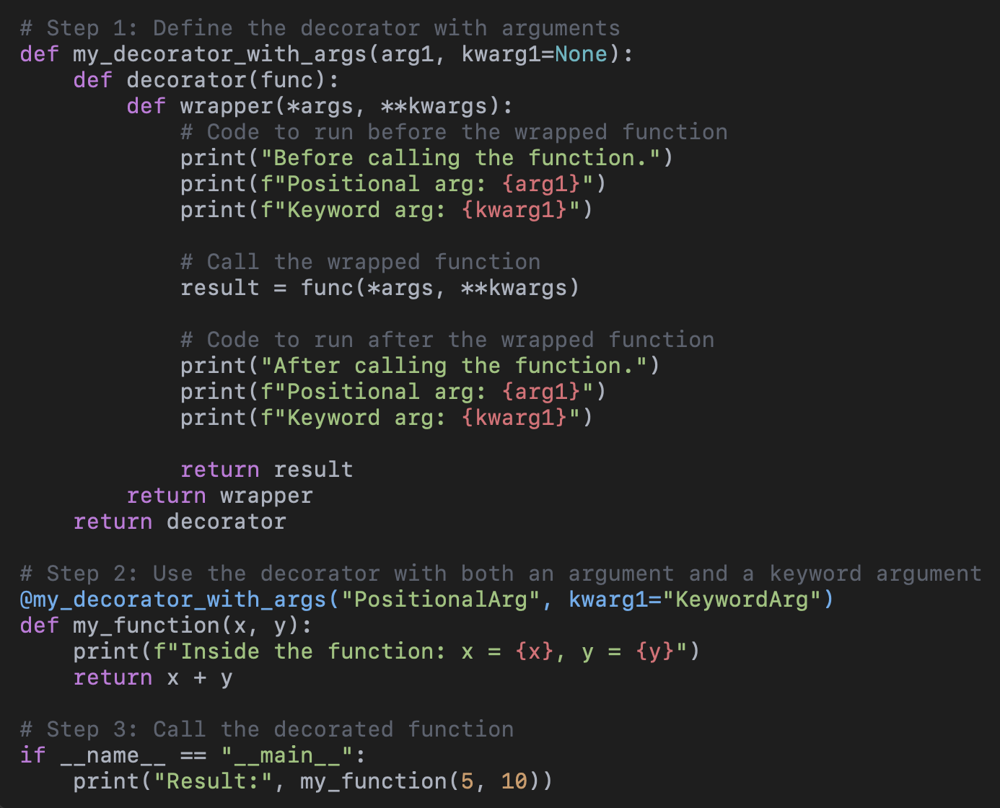 # Step 1: Define the decorator with arguments
def my_decorator_with_args(arg1, kwarg1=None):
    def decorator(func):
        def wrapper(*args, **kwargs):
            # Code to run before the wrapped function
            print("Before calling the function.")
            print(f"Positional arg: {arg1}")
            print(f"Keyword arg: {kwarg1}")

            # Call the wrapped function
            result = func(*args, **kwargs)

            # Code to run after the wrapped function
            print("After calling the function.")
            print(f"Positional arg: {arg1}")
            print(f"Keyword arg: {kwarg1}")

            return result
        return wrapper
    return decorator

# Step 2: Use the decorator with both an argument and a keyword argument
@my_decorator_with_args("PositionalArg", kwarg1="KeywordArg")
def my_function(x, y):
    print(f"Inside the function: x = {x}, y = {y}")
    return x + y

# Step 3: Call the decorated function
if __name__ == "__main__":
    print("Result:", my_function(5, 10))